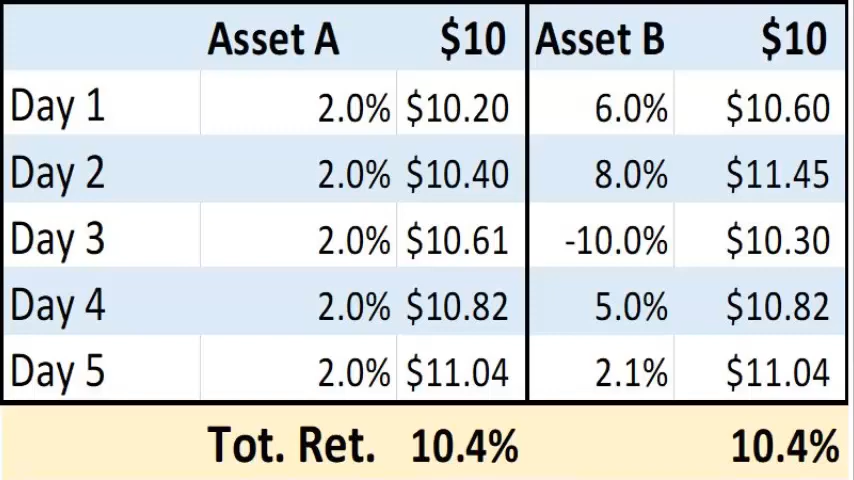 Asset A $10 Asset B $10
Day 1 2.0% $10.20 6.0% $10.60
Day 2 2.0% $10.40 8.0% $11.45
Day 3 2.0% $10.61 -10.0% $10.30
Day 4 2.0% $10.82 5.0% $10.82
Day 5 2.0% $11.04 2.1% $11.04
Tot. Ret. 10.4% 10.4%